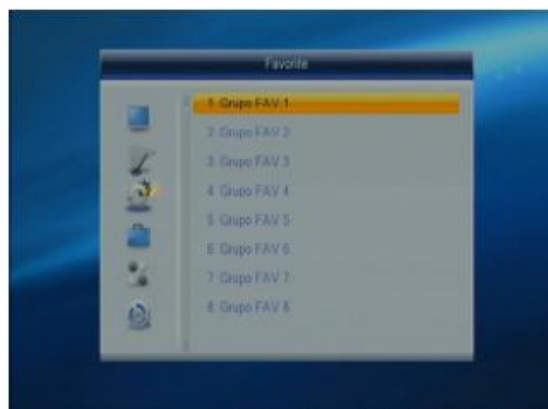 Favorite
1 Grupo FAV 1
2 Grupo FAV 2
3 Grupo FAV 3
4 Grupo FAV 4
5 Grupo FAV 5
6 Grupo FAV 6
7 Grupo FAV 7
8 Grupo FAV 8